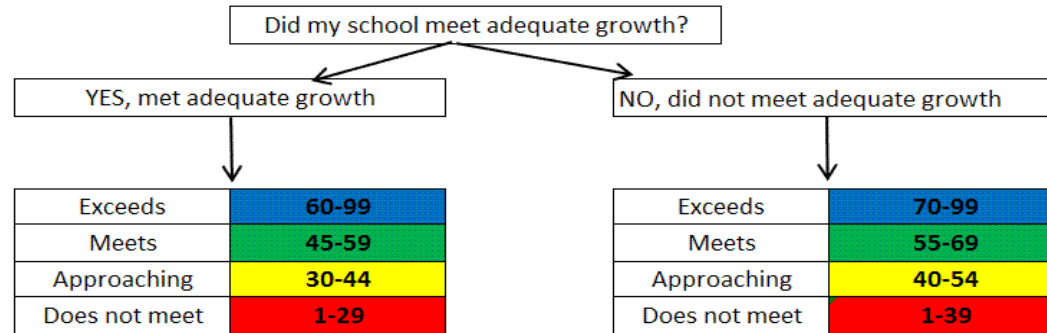 Did my school meet adequate growth?
YES, met adequate growth
NO, did not meet adequate growth
Exceeds 60-99
Meets 45-59
Approaching 30-44
Does not meet 1-29
Exceeds 70-99
Meets 55-69
Approaching 40-54
Does not meet 1-39